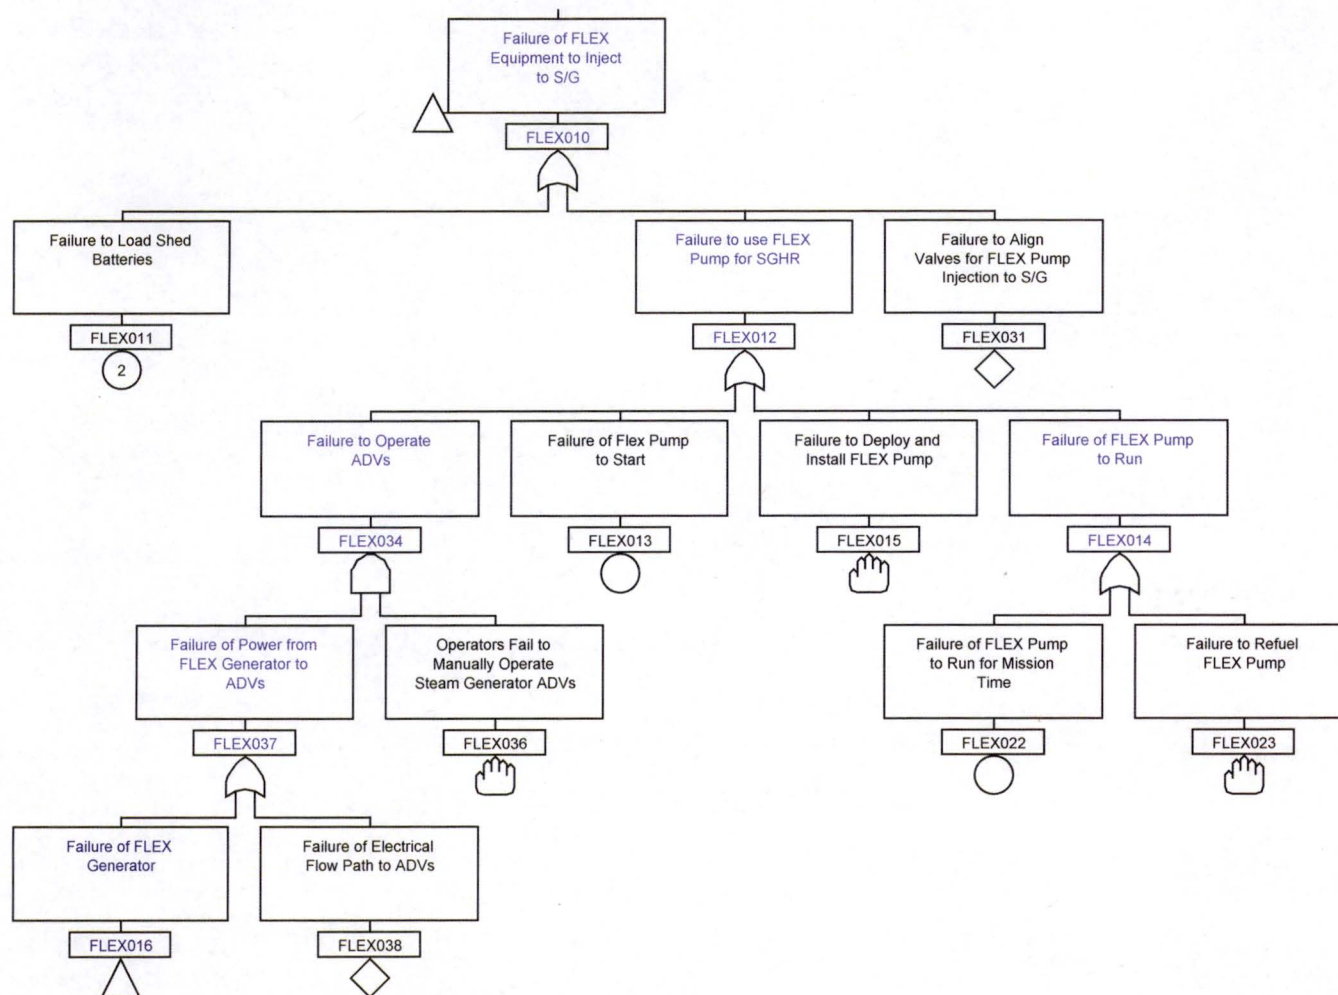 Failure of FLEX
Equipment to Inject
to S/G
FLEX010
Failure to Load Shed
Batteries
FLEX011
2
Failure to use FLEX
Pump for SGHR
FLEX012
Failure to Align
Valves for FLEX Pump
Injection to S/G
FLEX031
Failure to Operate
ADVs
FLEX034
Failure of Flex Pump
to Start
FLEX013
Failure to Deploy and
Install FLEX Pump
FLEX015
Failure of FLEX Pump
to Run
FLEX014
Failure of Power from
FLEX Generator to
ADVs
FLEX037
Operators Fail to
Manually Operate
Steam Generator ADVs
FLEX036
Failure of FLEX Pump
to Run for Mission
Time
FLEX022
Failure to Refuel
FLEX Pump
FLEX023
Failure of FLEX
Generator
FLEX016
Failure of Electrical
Flow Path to ADVs
FLEX038